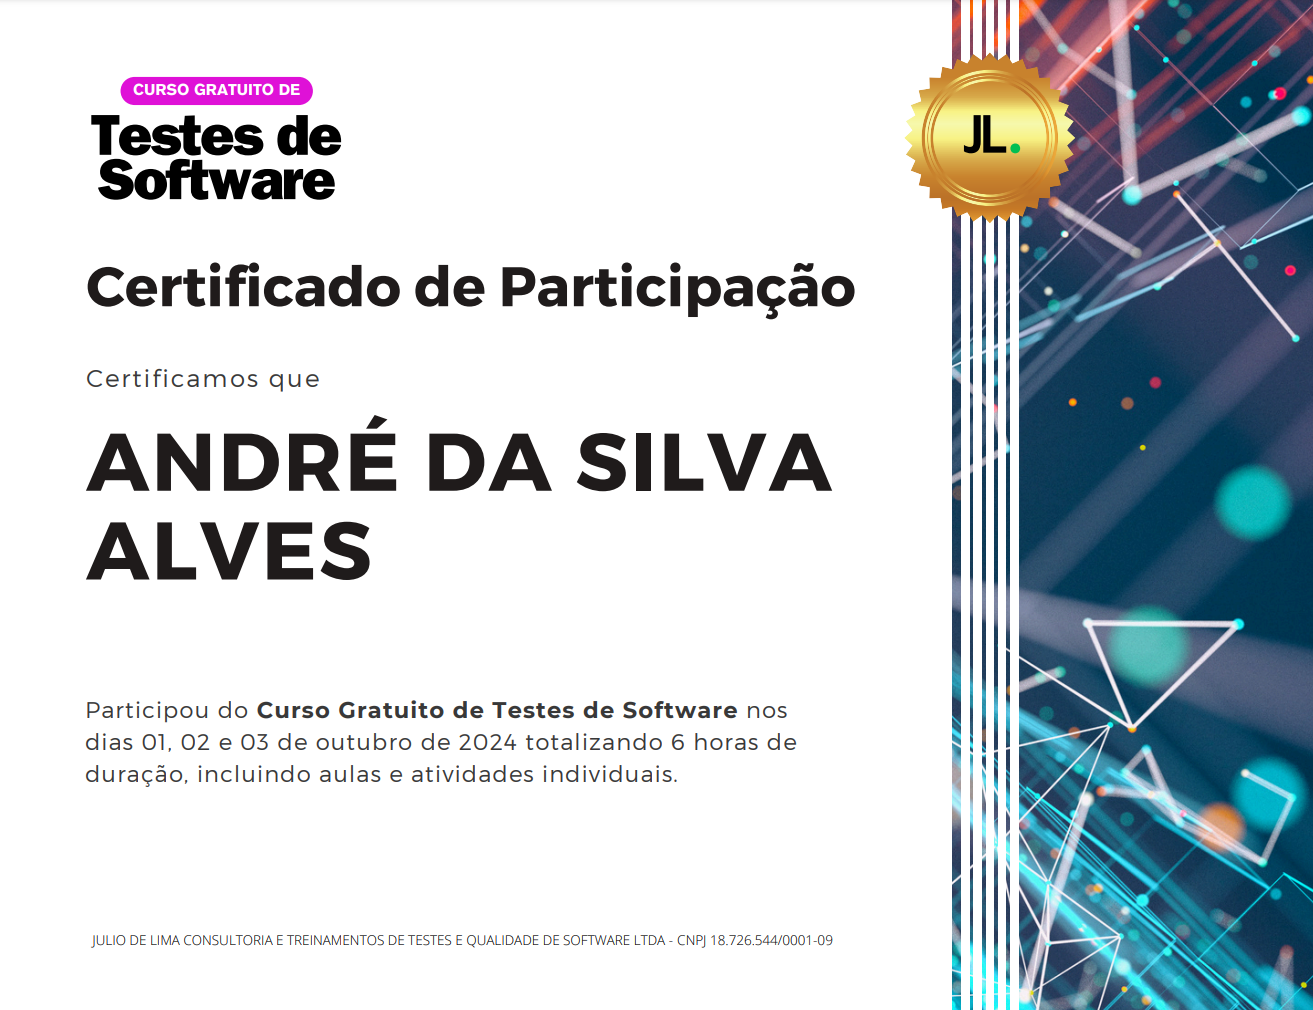 CURSO GRATUITO DE
Testes de
Software
JL.
Certificado de Participação
Certificamos que
ANDRÉ DA SILVA
ALVES
Participou do Curso Gratuito de Testes de Software nos
dias 01, 02 e 03 de outubro de 2024 totalizando 6 horas de
duração, incluindo aulas e atividades individuais.
JULIO DE LIMA CONSULTORIA E TREINAMENTOS DE TESTES E QUALIDADE DE SOFTWARE LTDA - CNPJ 18.726.544/0001-09